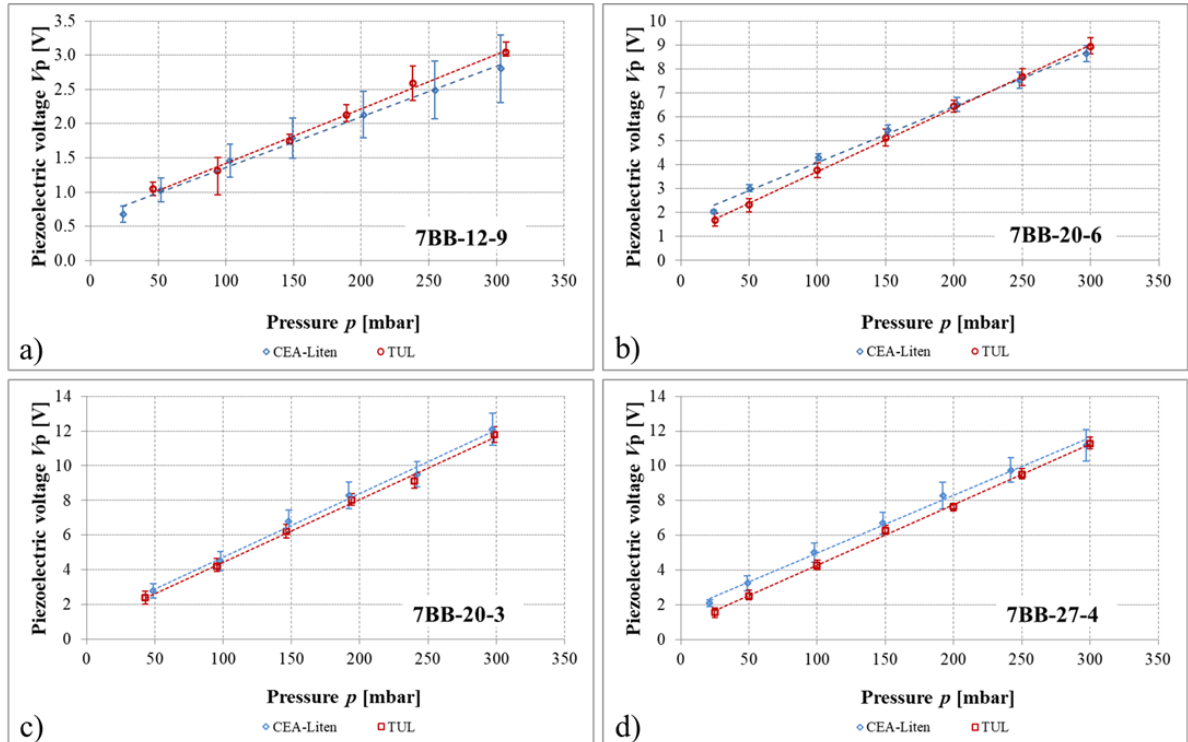 Piezoelectric voltage Vp [V]
3.5
3.0
2.5
2.0
1.5
1.0
0.5
0.0
7BB-12-9
0 50 100 150 200 250 300 350
Pressure p [mbar]
a)
CEA-Liten TUL
Piezoelectric voltage Vp [V]
10
9
8
7
6
5
4
3
2
1
0
7BB-20-6
0 50 100 150 200 250 300 350
Pressure p [mbar]
b)
CEA-Liten TUL
Piezoelectric voltage Vp [V]
14
12
10
8
6
4
2
0
7BB-20-3
0 50 100 150 200 250 300 350
Pressure p [mbar]
c)
CEA-Liten TUL
Piezoelectric voltage Vp [V]
14
12
10
8
6
4
2
0
7BB-27-4
0 50 100 150 200 250 300 350
Pressure p [mbar]
d)
CEA-Liten TUL